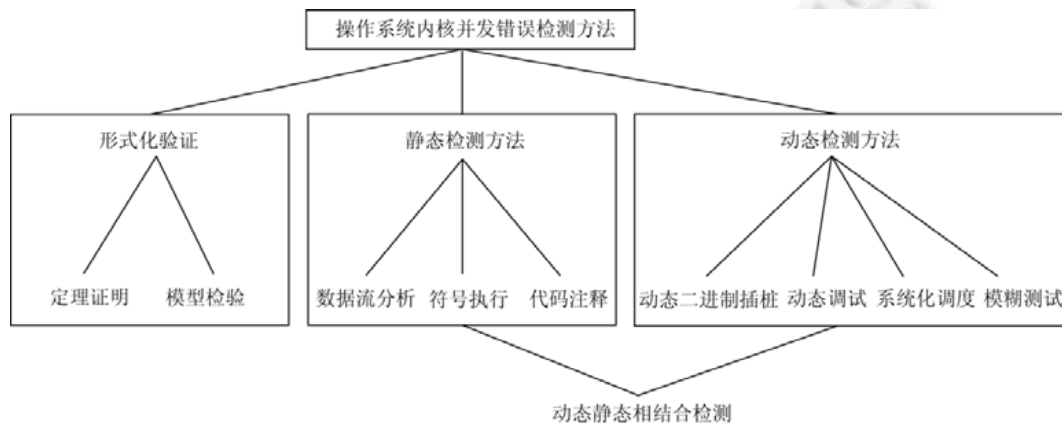 操作系统内核并发错误检测方法
形式化验证 静态检测方法 动态检测方法
定理证明 模型检验 数据流分析 符号执行 代码注释 动态二进制插桩 动态调试 系统化调度 模糊测试
动态静态相结合检测